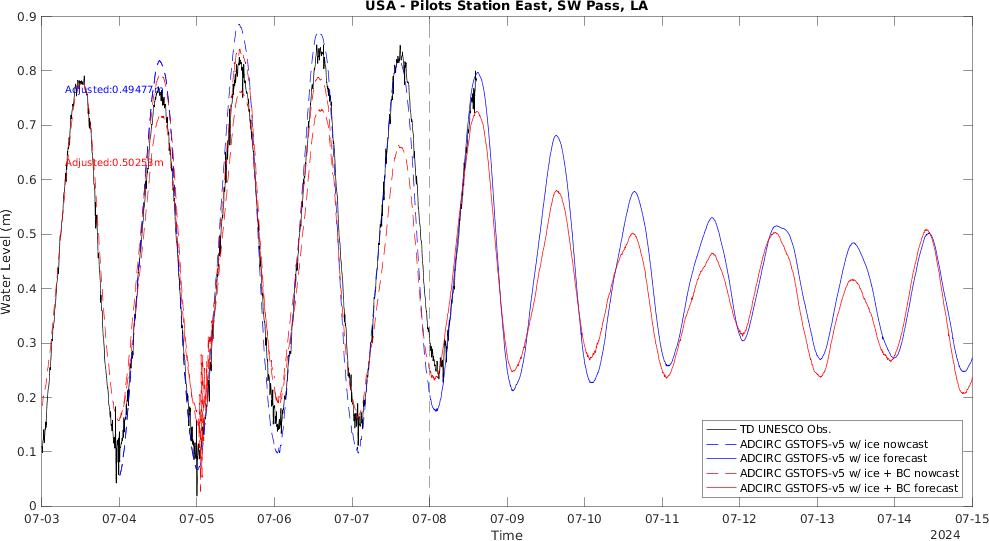 USA - Pilots Station East, SW Pass, LA
0.9
0.8
0.7
0.6
0.5
0.4
0.3
0.2
0.1
0
Water Level (m)
Adjusted:0.49477m
Adjusted:0.50253m
TD UNESCO Obs.
ADCIRC GSTOFS-v5 w/ ice nowcast
ADCIRC GSTOFS-v5 w/ ice forecast
ADCIRC GSTOFS-v5 w/ ice + BC nowcast
ADCIRC GSTOFS-v5 w/ ice + BC forecast
07-03 07-04 07-05 07-06 07-07 07-08 07-09 07-10 07-11 07-12 07-13 07-14 07-15
Time
2024